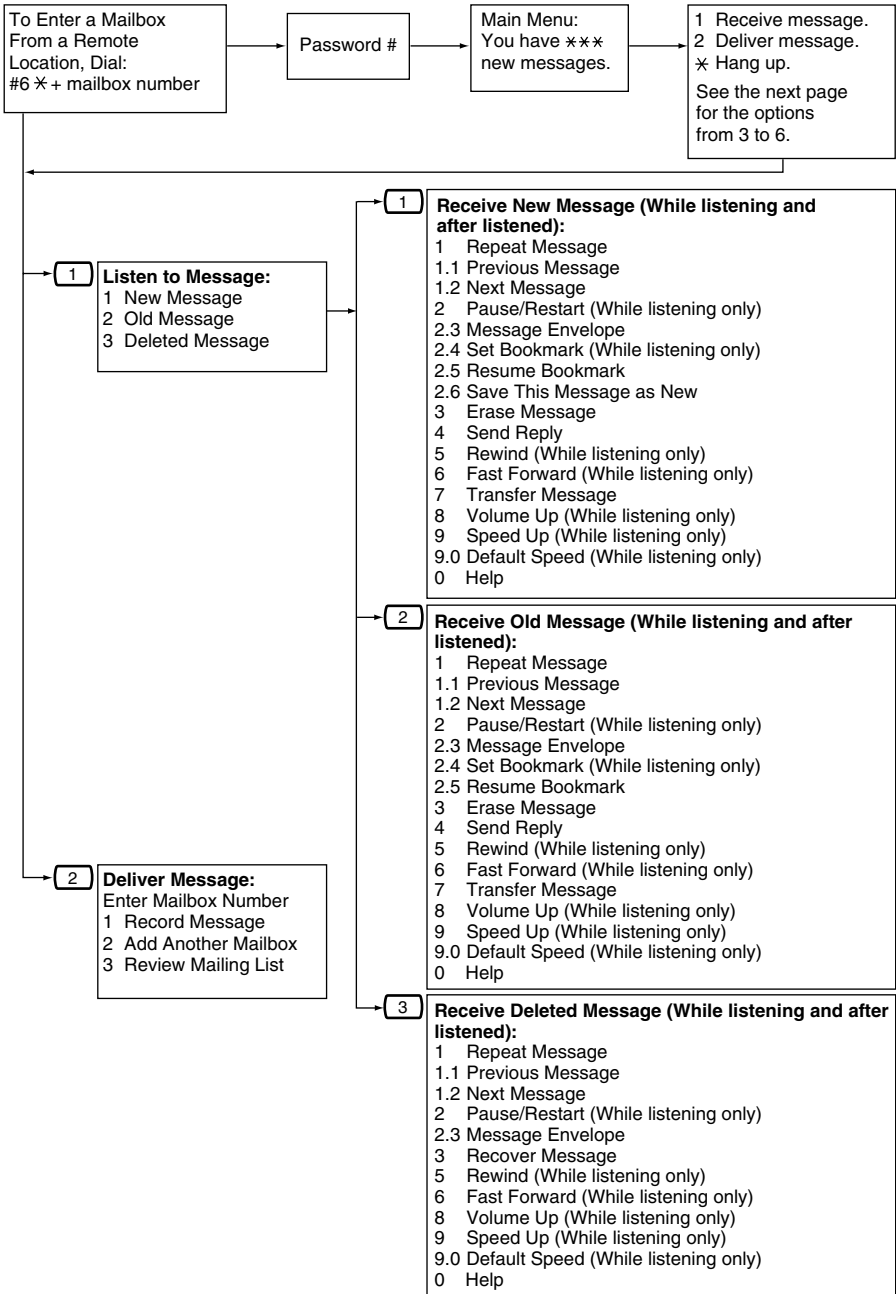 To Enter a Mailbox
From a Remote
Location, Dial:
#6 ✳ + mailbox number
Password #
Main Menu:
You have ✳✳✳
new messages.
1 Receive message.
2 Deliver message.
✳ Hang up.
See the next page
for the options
from 3 to 6.
1
Listen to Message:
1 New Message
2 Old Message
3 Deleted Message
1
Receive New Message (While listening and
after listened):
1 Repeat Message
1.1 Previous Message
1.2 Next Message
2 Pause/Restart (While listening only)
2.3 Message Envelope
2.4 Set Bookmark (While listening only)
2.5 Resume Bookmark
2.6 Save This Message as New
3 Erase Message
4 Send Reply
5 Rewind (While listening only)
6 Fast Forward (While listening only)
7 Transfer Message
8 Volume Up (While listening only)
9 Speed Up (While listening only)
9.0 Default Speed (While listening only)
0 Help
2
Receive Old Message (While listening and after
listened):
1 Repeat Message
1.1 Previous Message
1.2 Next Message
2 Pause/Restart (While listening only)
2.3 Message Envelope
2.4 Set Bookmark (While listening only)
2.5 Resume Bookmark
3 Erase Message
4 Send Reply
5 Rewind (While listening only)
6 Fast Forward (While listening only)
7 Transfer Message
8 Volume Up (While listening only)
9 Speed Up (While listening only)
9.0 Default Speed (While listening only)
0 Help
2
Deliver Message:
Enter Mailbox Number
1 Record Message
2 Add Another Mailbox
3 Review Mailing List
3
Receive Deleted Message (While listening and after
listened):
1 Repeat Message
1.1 Previous Message
1.2 Next Message
2 Pause/Restart (While listening only)
2.3 Message Envelope
3 Recover Message
5 Rewind (While listening only)
6 Fast Forward (While listening only)
8 Volume Up (While listening only)
9 Speed Up (While listening only)
9.0 Default Speed (While listening only)
0 Help